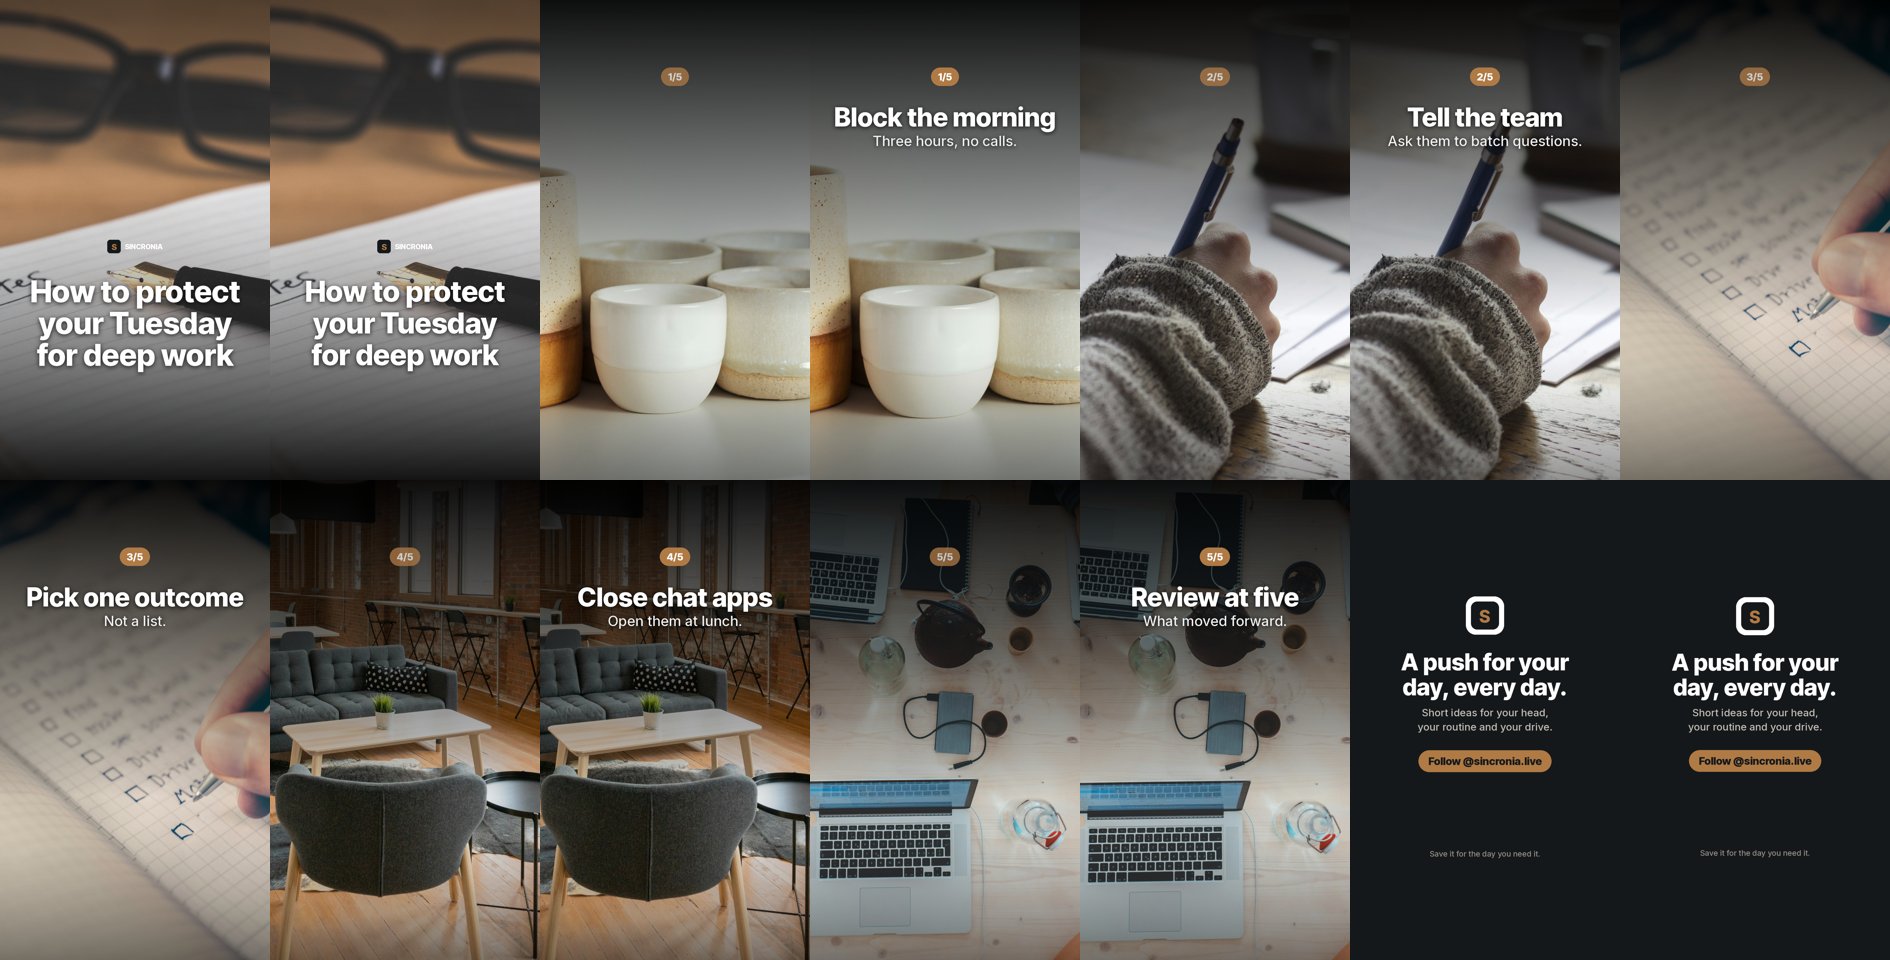 S SINCRONIA
How to protect
your Tuesday
for deep work
S SINCRONIA
How to protect
your Tuesday
for deep work
1/5
1/5
Block the morning
Three hours, no calls.
2/5
2/5
Tell the team
Ask them to batch questions.
3/5
3/5
Pick one outcome
Not a list.
4/5
4/5
Close chat apps
Open them at lunch.
5/5
5/5
Review at five
What moved forward.
S
A push for your
day, every day.
Short ideas for your head,
your routine and your drive.
Follow @sincronia.live
Save it for the day you need it.
S
A push for your
day, every day.
Short ideas for your head,
your routine and your drive.
Follow @sincronia.live
Save it for the day you need it.